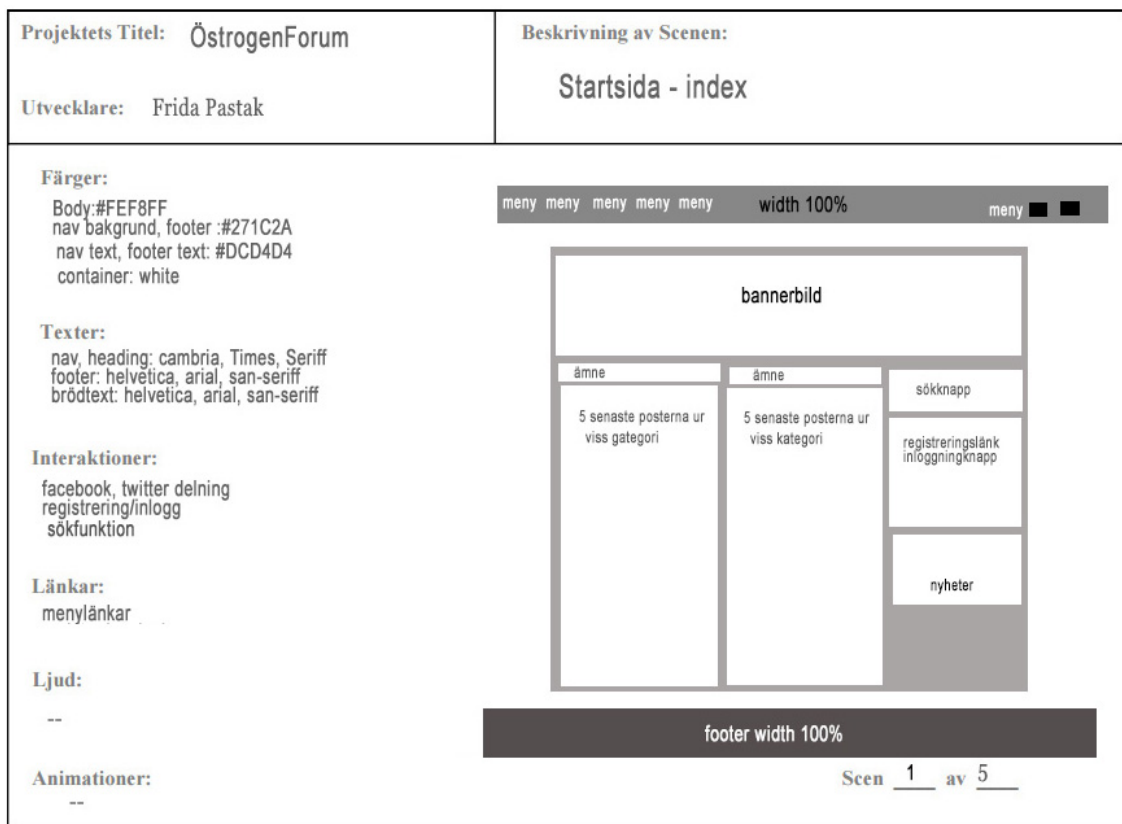 Projektets Titel: ÖstrogenForum
Utvecklare: Frida Pastak
Beskrivning av Scenen:
Startsida - index
Färger:
Body:#FEF8FF
nav bakgrund, footer :#271C2A
nav text, footer text: #DCD4D4
container: white
Texter:
nav, heading: cambria, Times, Seriff
footer: helvetica, arial, san-seriff
brödtext: helvetica, arial, san-seriff
Interaktioner:
facebook, twitter delning
registrering/inlogg
sökfunktion
Länkar:
menylänkar
Ljud:
--
Animationer:
--
meny meny meny meny meny width 100% meny
bannerbild
ämne
5 senaste posterna ur
viss gategori
ämne
5 senaste posterna ur
viss kategori
sökknapp
registreringslänk
inloggningknapp
nyheter
footer width 100%
Scen 1 av 5